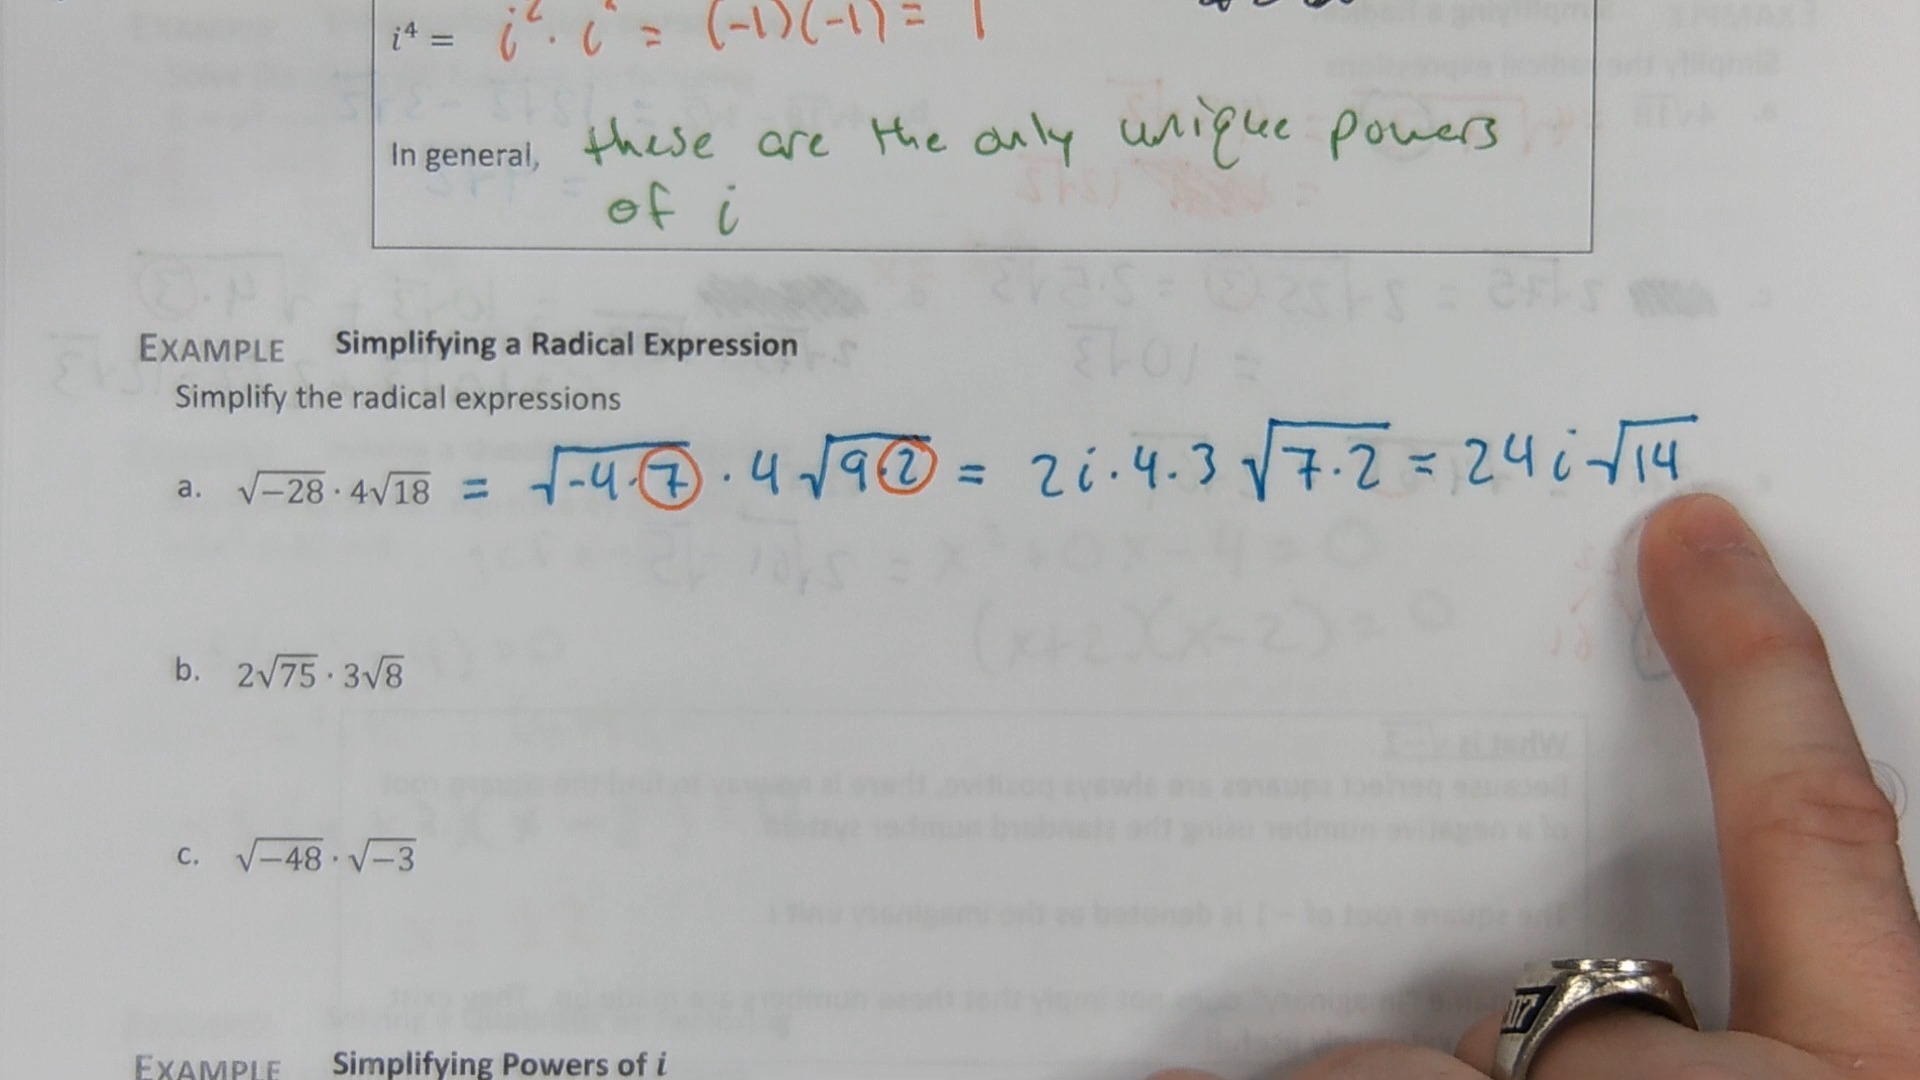 i⁴ = i² · i² = (-1)(-1) = 1
In general, these are the only unique powers
of i
EXAMPLE Simplifying a Radical Expression
Simplify the radical expressions
a. √−28 · 4√18 = √-4·7 · 4√9·2 = 2i·4·3√7·2 = 24i√14
b. 2√75 · 3√8
c. √−48 · √−3
EXAMPLE Simplifying Powers of i